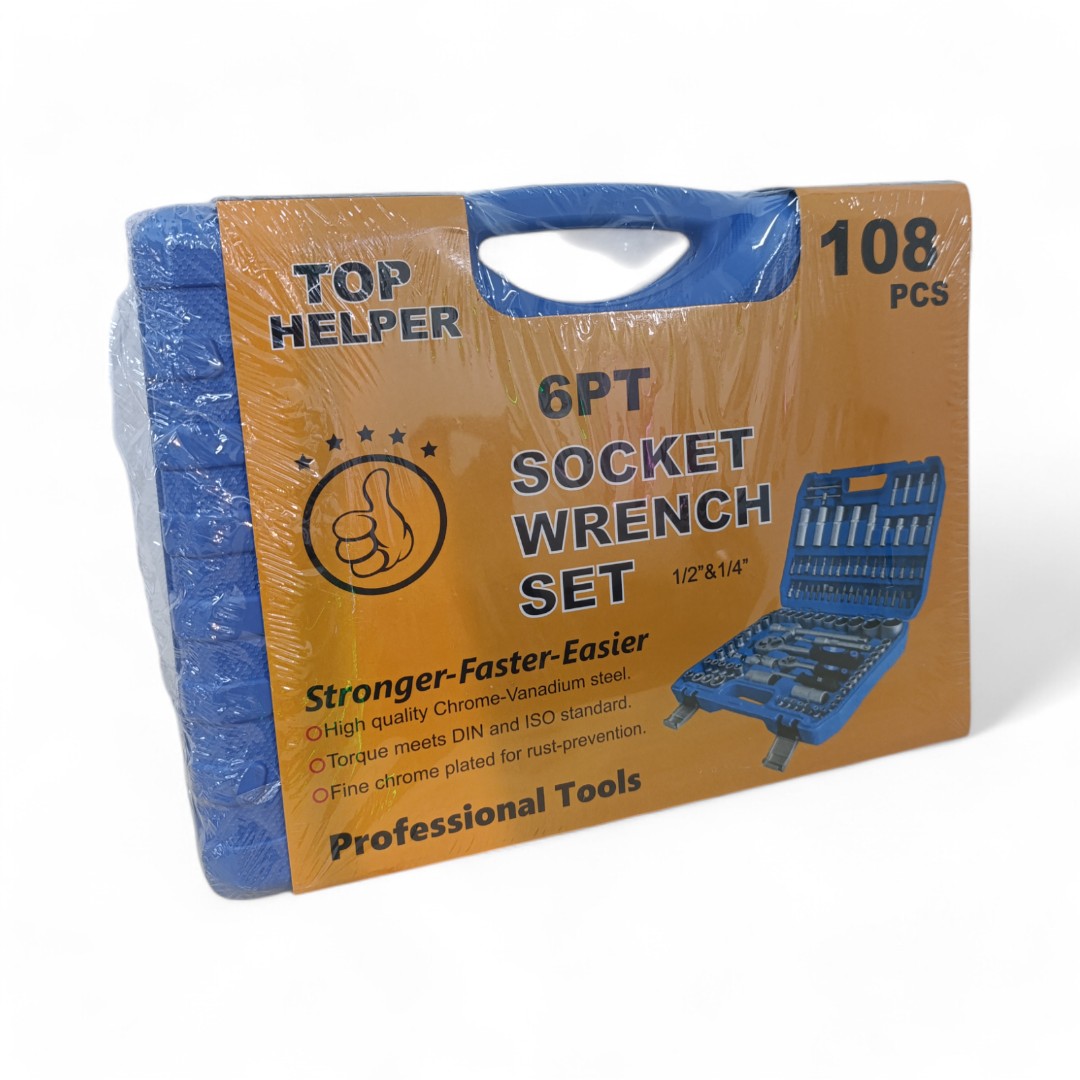 TOP
HELPER
108
PCS
6PT
SOCKET
WRENCH
SET
1/2"&1/4"
Stronger-Faster-Easier
High quality Chrome-Vanadium steel.
Torque meets DIN and ISO standard.
Fine chrome plated for rust-prevention.
Professional Tools